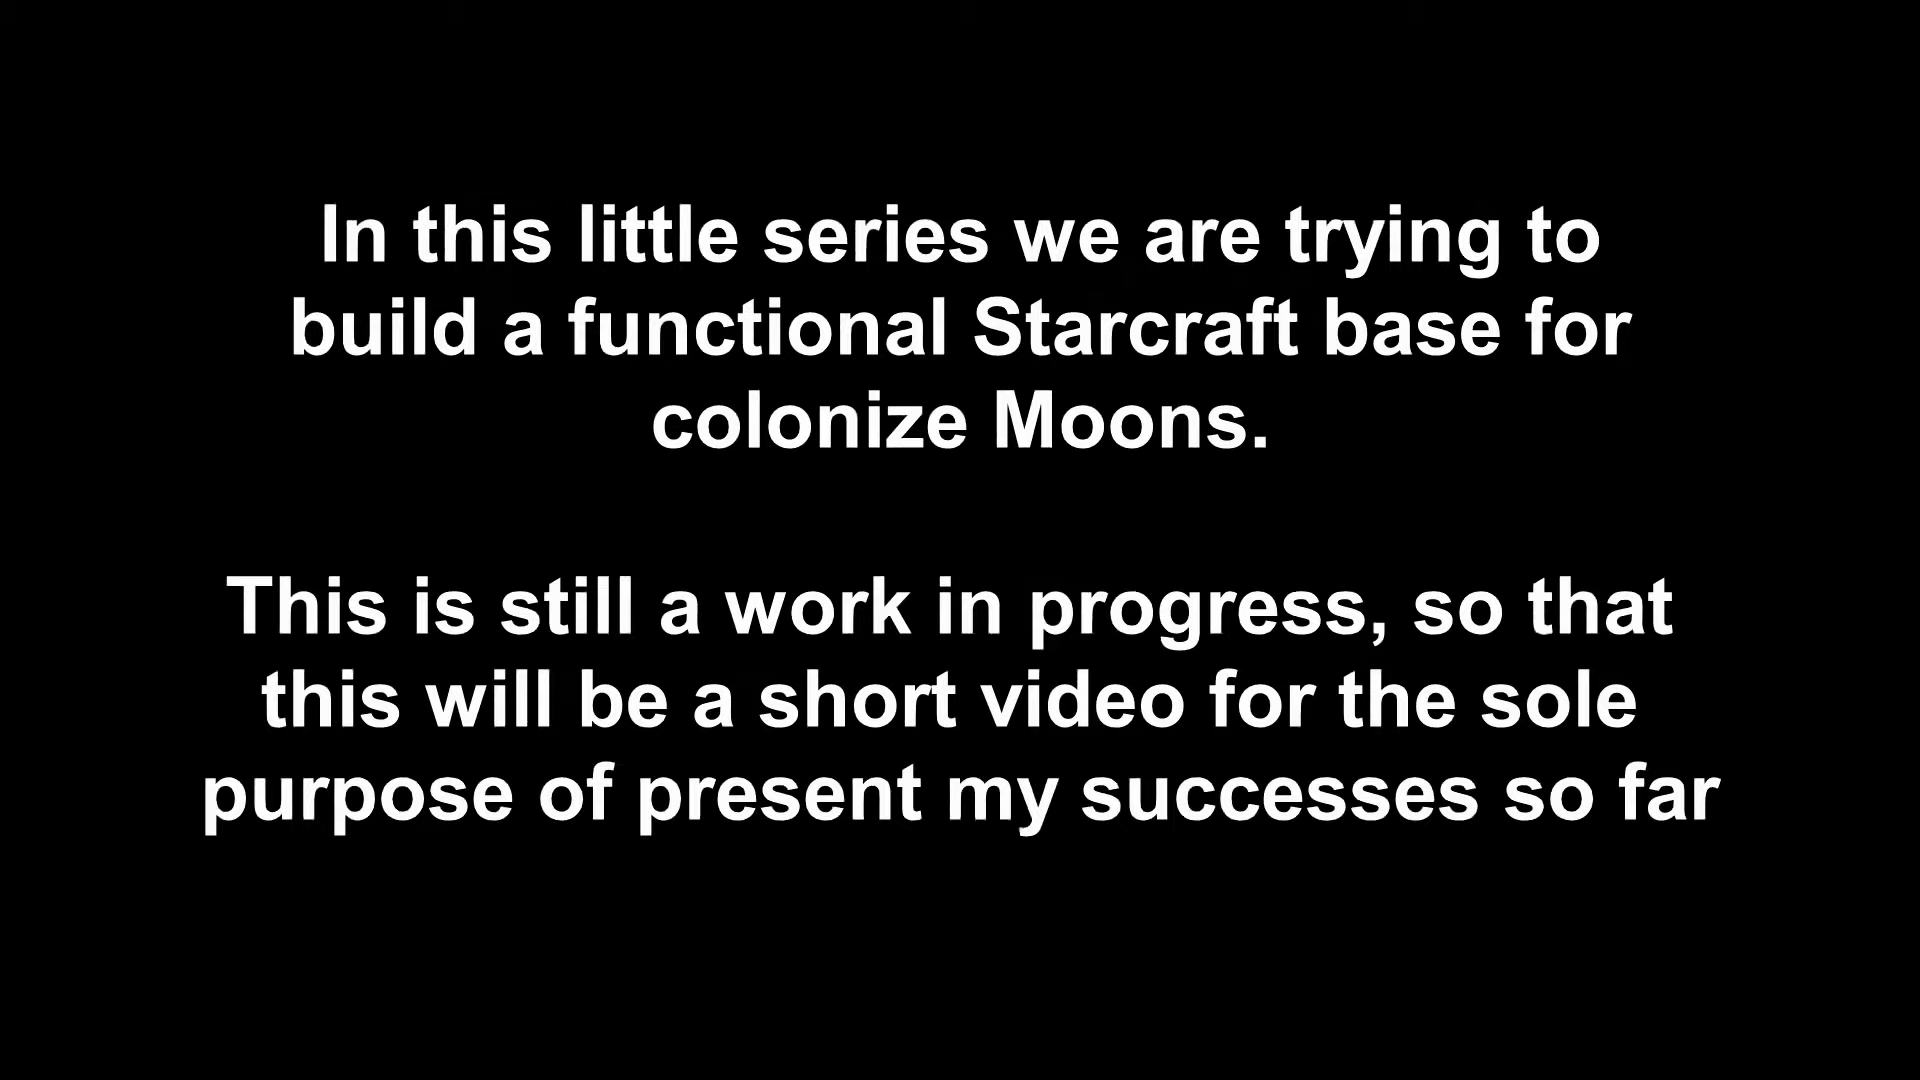 In this little series we are trying to
build a functional Starcraft base for
colonize Moons.
This is still a work in progress, so that
this will be a short video for the sole
purpose of present my successes so far